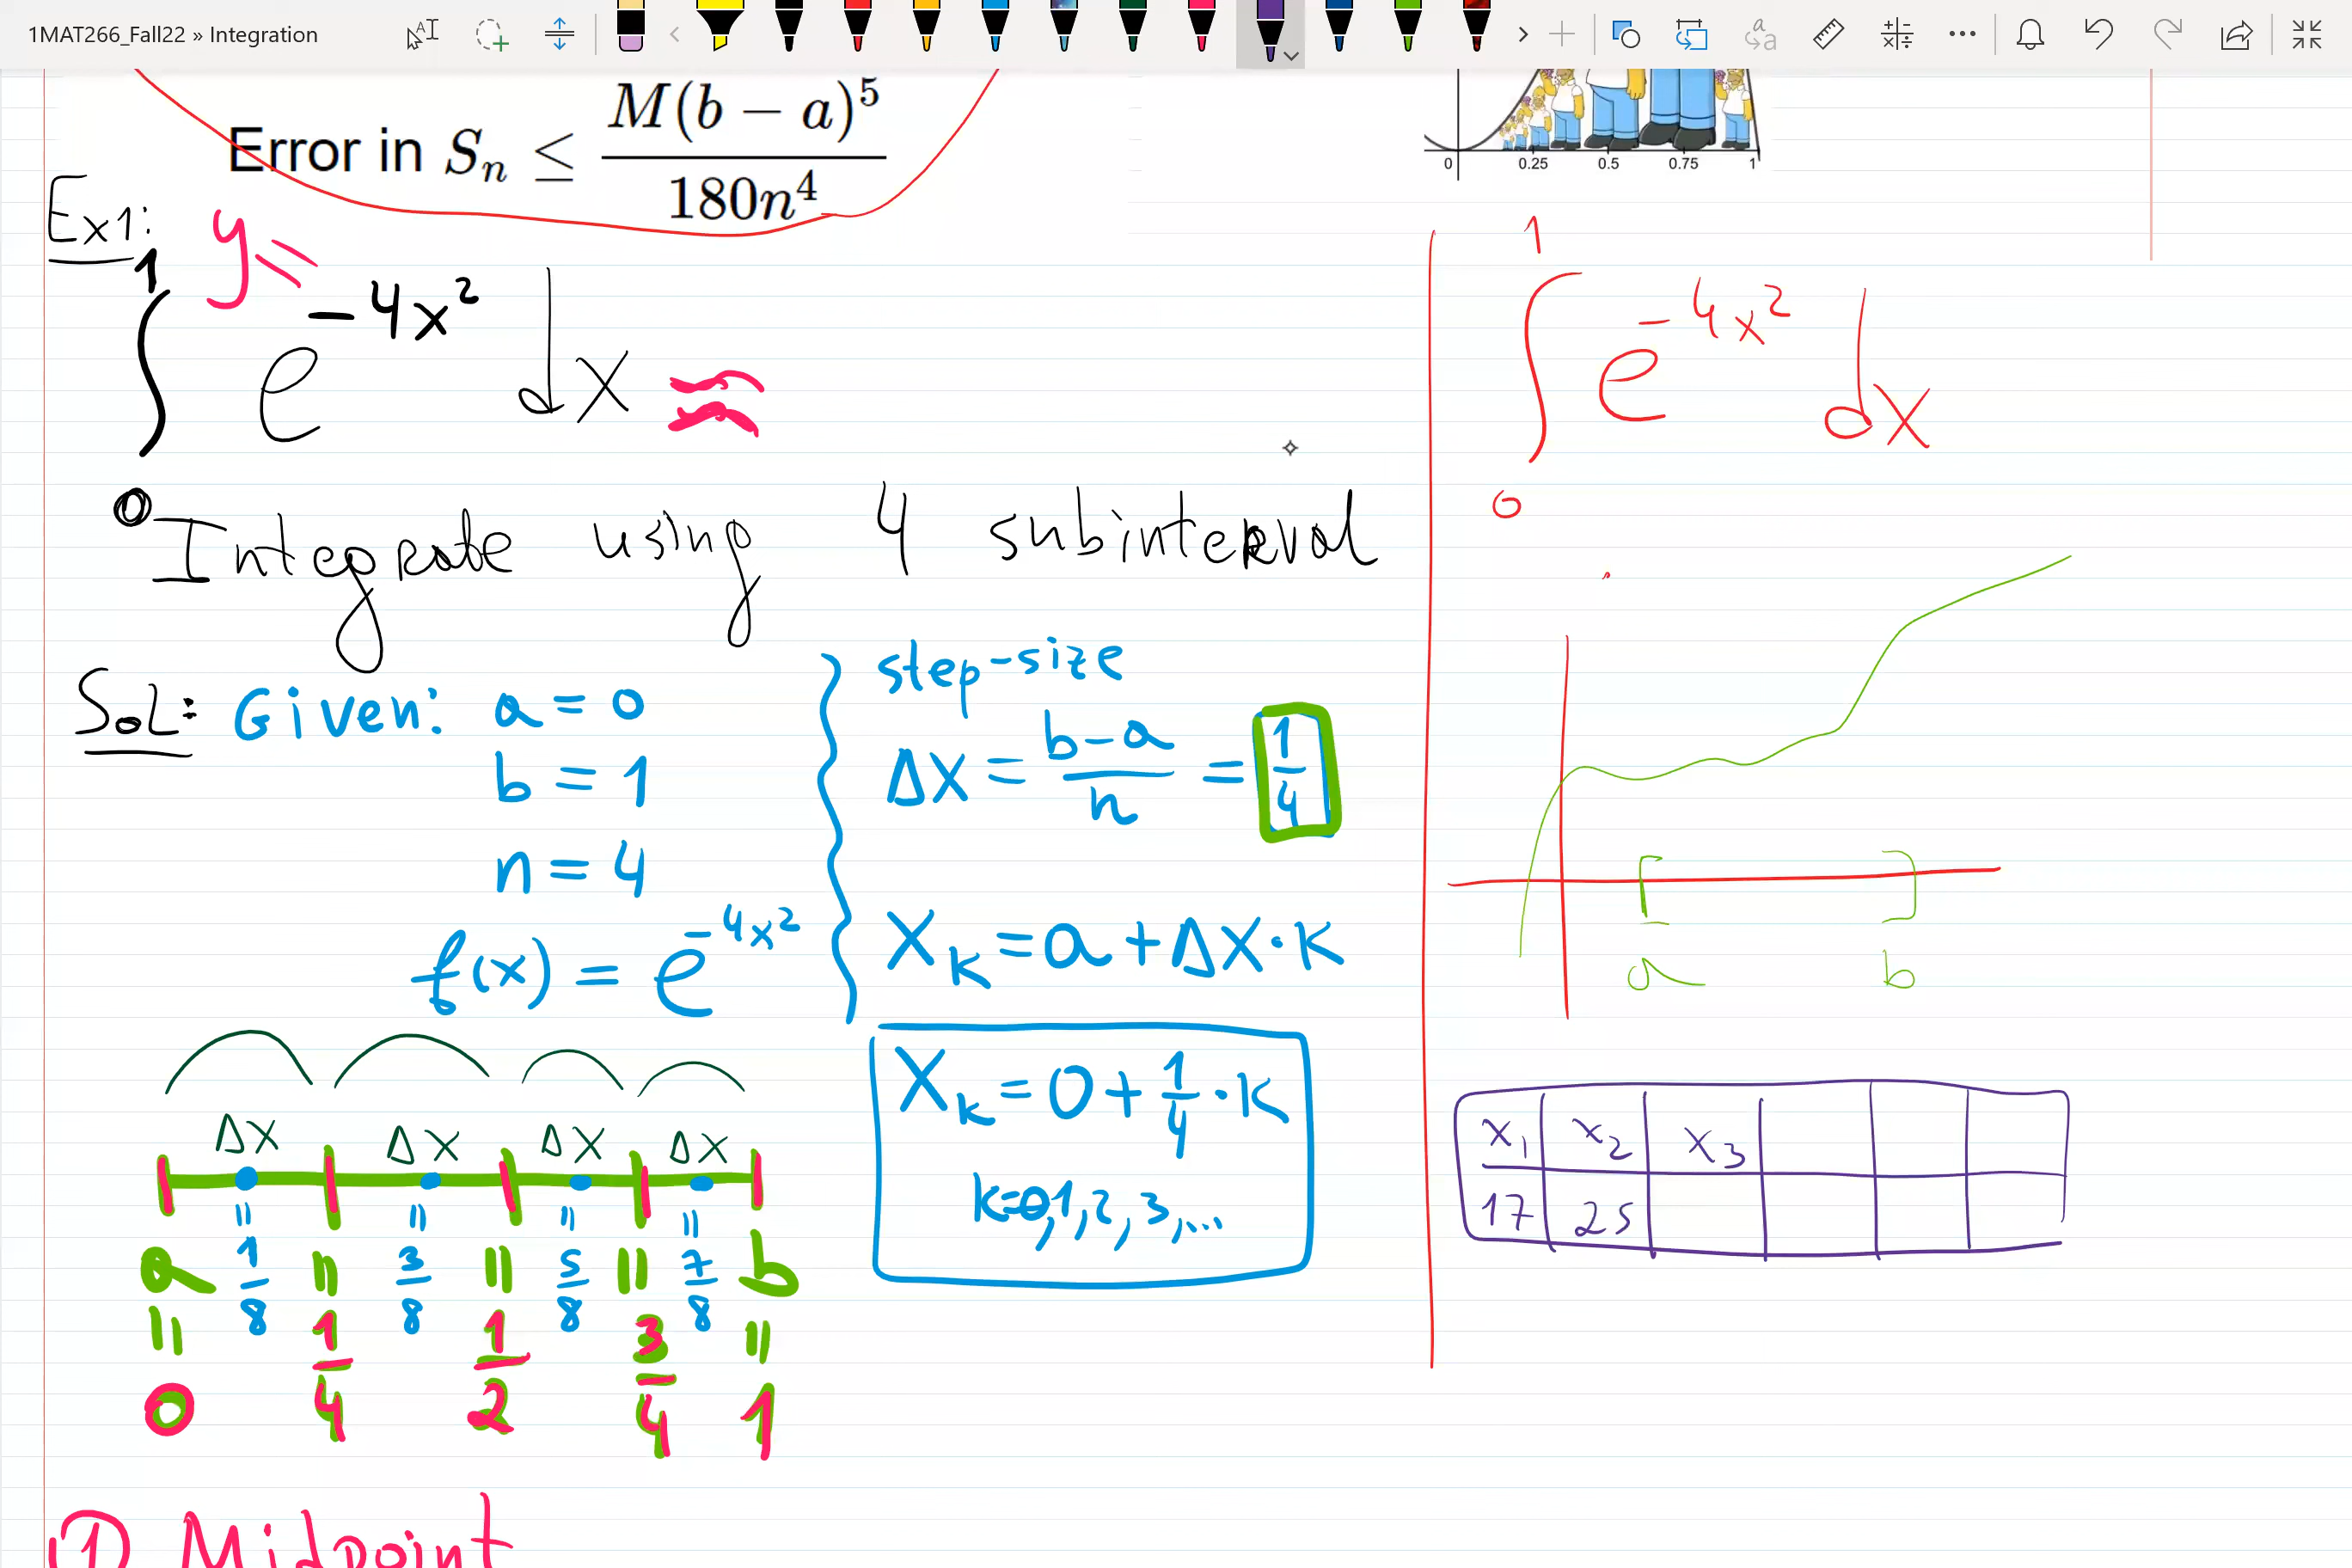 1MAT266_Fall22 » Integration
Error in Sₙ ≤ M(b − a)⁵ / 180n⁴
0 0.25 0.5 0.75 1
Ex1:
y=
∫₀¹ e^(-4x²) dx ≈
Integrate using 4 subinterval
Sol: Given: a = 0
b = 1
n = 4
f(x) = e^(-4x²)
step-size
Δx = (b-a)/n = 1/4
X_k = a + Δx·k
X_k = 0 + 1/4·k
k=0,1,2,3,...
Δx Δx Δx Δx
|| || || ||
a 1/8 || 3/8 || 5/8 || 7/8 b
|| ||
0 1/4 1/2 3/4 1
① Midpoint
∫₀¹ e^(-4x²) dx
a b
x₁ x₂ x₃
17 25